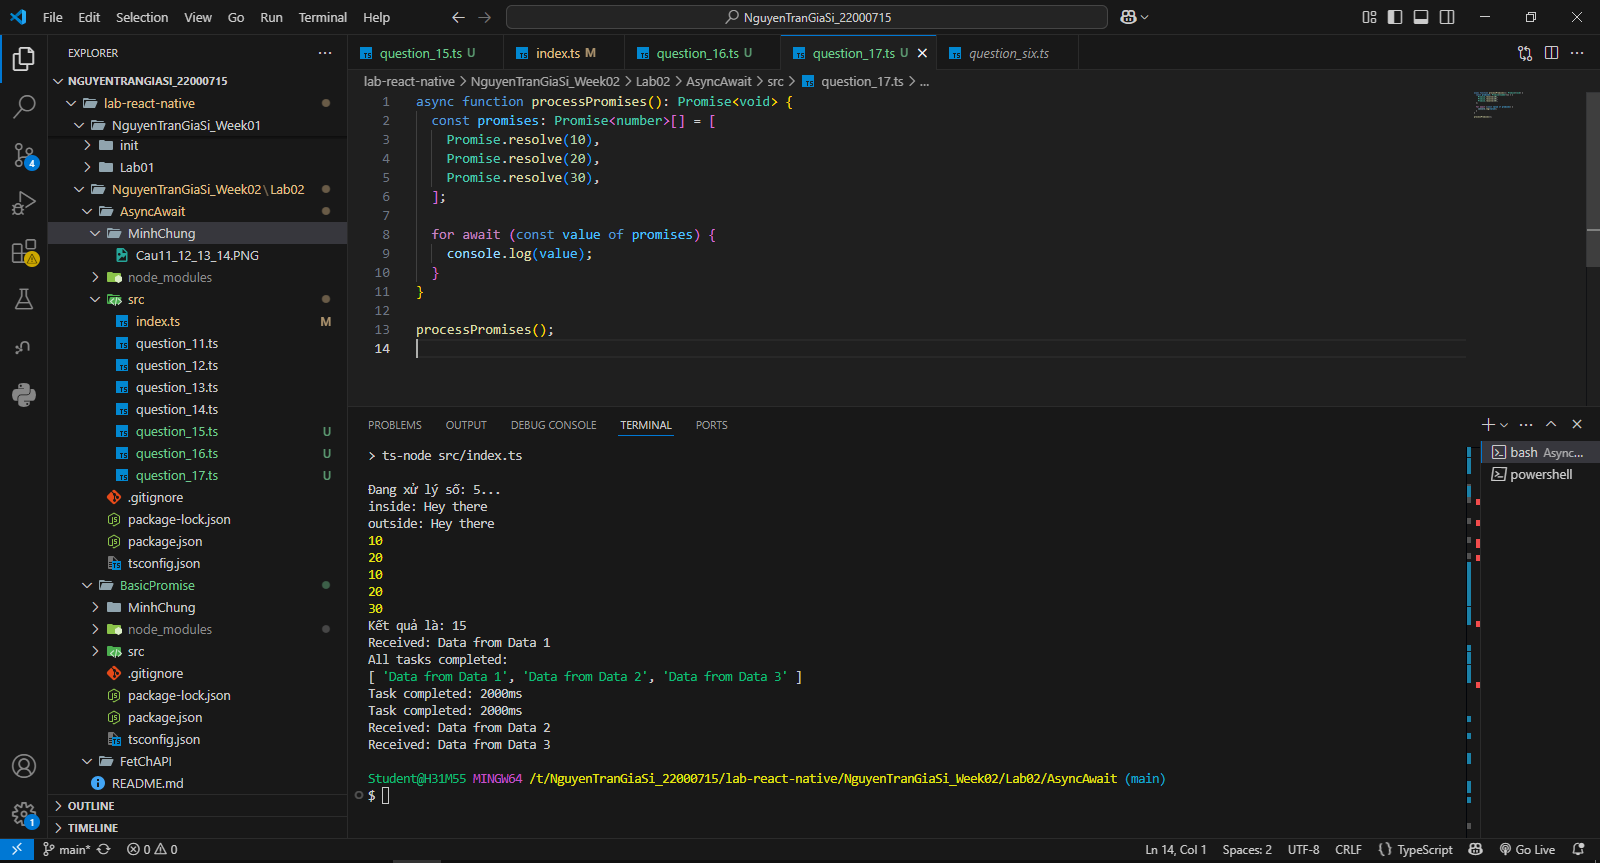 File Edit Selection View Go Run Terminal Help
NguyenTranGiaSi_22000715
EXPLORER
NGUYENTRANGIASI_22000715
lab-react-native
NguyenTranGiaSi_Week01
init
Lab01
NguyenTranGiaSi_Week02\Lab02
AsyncAwait
MinhChung
Cau11_12_13_14.PNG
node_modules
src
index.ts M
question_11.ts
question_12.ts
question_13.ts
question_14.ts
question_15.ts U
question_16.ts U
question_17.ts U
.gitignore
package-lock.json
package.json
tsconfig.json
BasicPromise
MinhChung
node_modules
src
.gitignore
package-lock.json
package.json
tsconfig.json
FetChAPI
README.md
OUTLINE
TIMELINE
4
1
question_15.ts U index.ts M question_16.ts U question_17.ts U question_six.ts
lab-react-native > NguyenTranGiaSi_Week02 > Lab02 > AsyncAwait > src > question_17.ts > ...
1 async function processPromises(): Promise<void> {
2 const promises: Promise<number>[] = [
3 Promise.resolve(10),
4 Promise.resolve(20),
5 Promise.resolve(30),
6 ];
7
8 for await (const value of promises) {
9 console.log(value);
10 }
11 }
12
13 processPromises();
14
PROBLEMS OUTPUT DEBUG CONSOLE TERMINAL PORTS
> ts-node src/index.ts
Đang xử lý số: 5...
inside: Hey there
outside: Hey there
10
20
10
20
30
Kết quả là: 15
Received: Data from Data 1
All tasks completed:
[ 'Data from Data 1', 'Data from Data 2', 'Data from Data 3' ]
Task completed: 2000ms
Task completed: 2000ms
Received: Data from Data 2
Received: Data from Data 3
Student@H31M55 MINGW64 /t/NguyenTranGiaSi_22000715/lab-react-native/NguyenTranGiaSi_Week02/Lab02/AsyncAwait (main)
$
bash Async...
powershell
main* 0 0 Ln 14, Col 1 Spaces: 2 UTF-8 CRLF {} TypeScript Go Live